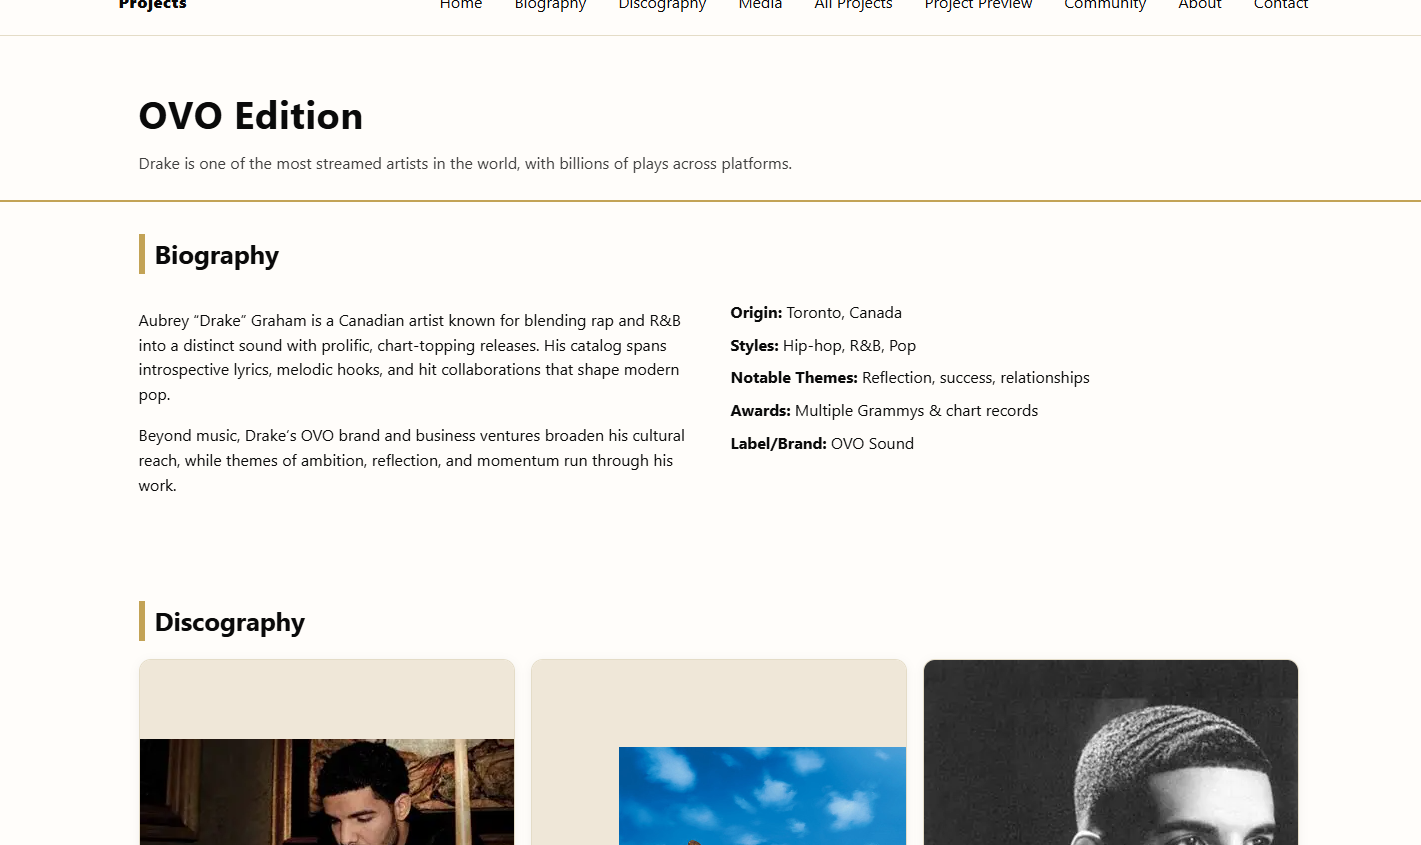 Projects Home Biography Discography Media All Projects Project Preview Community About Contact
OVO Edition
Drake is one of the most streamed artists in the world, with billions of plays across platforms.
Biography
Aubrey “Drake” Graham is a Canadian artist known for blending rap and R&B
into a distinct sound with prolific, chart-topping releases. His catalog spans
introspective lyrics, melodic hooks, and hit collaborations that shape modern
pop.
Beyond music, Drake’s OVO brand and business ventures broaden his cultural
reach, while themes of ambition, reflection, and momentum run through his
work.
Origin: Toronto, Canada
Styles: Hip-hop, R&B, Pop
Notable Themes: Reflection, success, relationships
Awards: Multiple Grammys & chart records
Label/Brand: OVO Sound
Discography